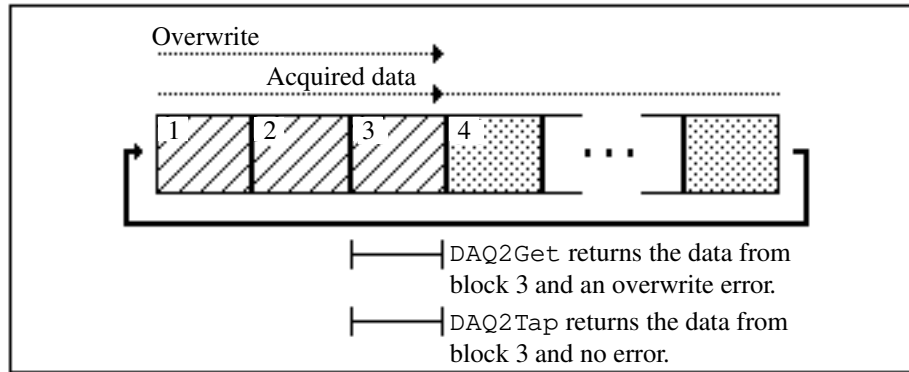 Overwrite
Acquired data
1 2 3 4
DAQ2Get returns the data from
block 3 and an overwrite error.
DAQ2Tap returns the data from
block 3 and no error.